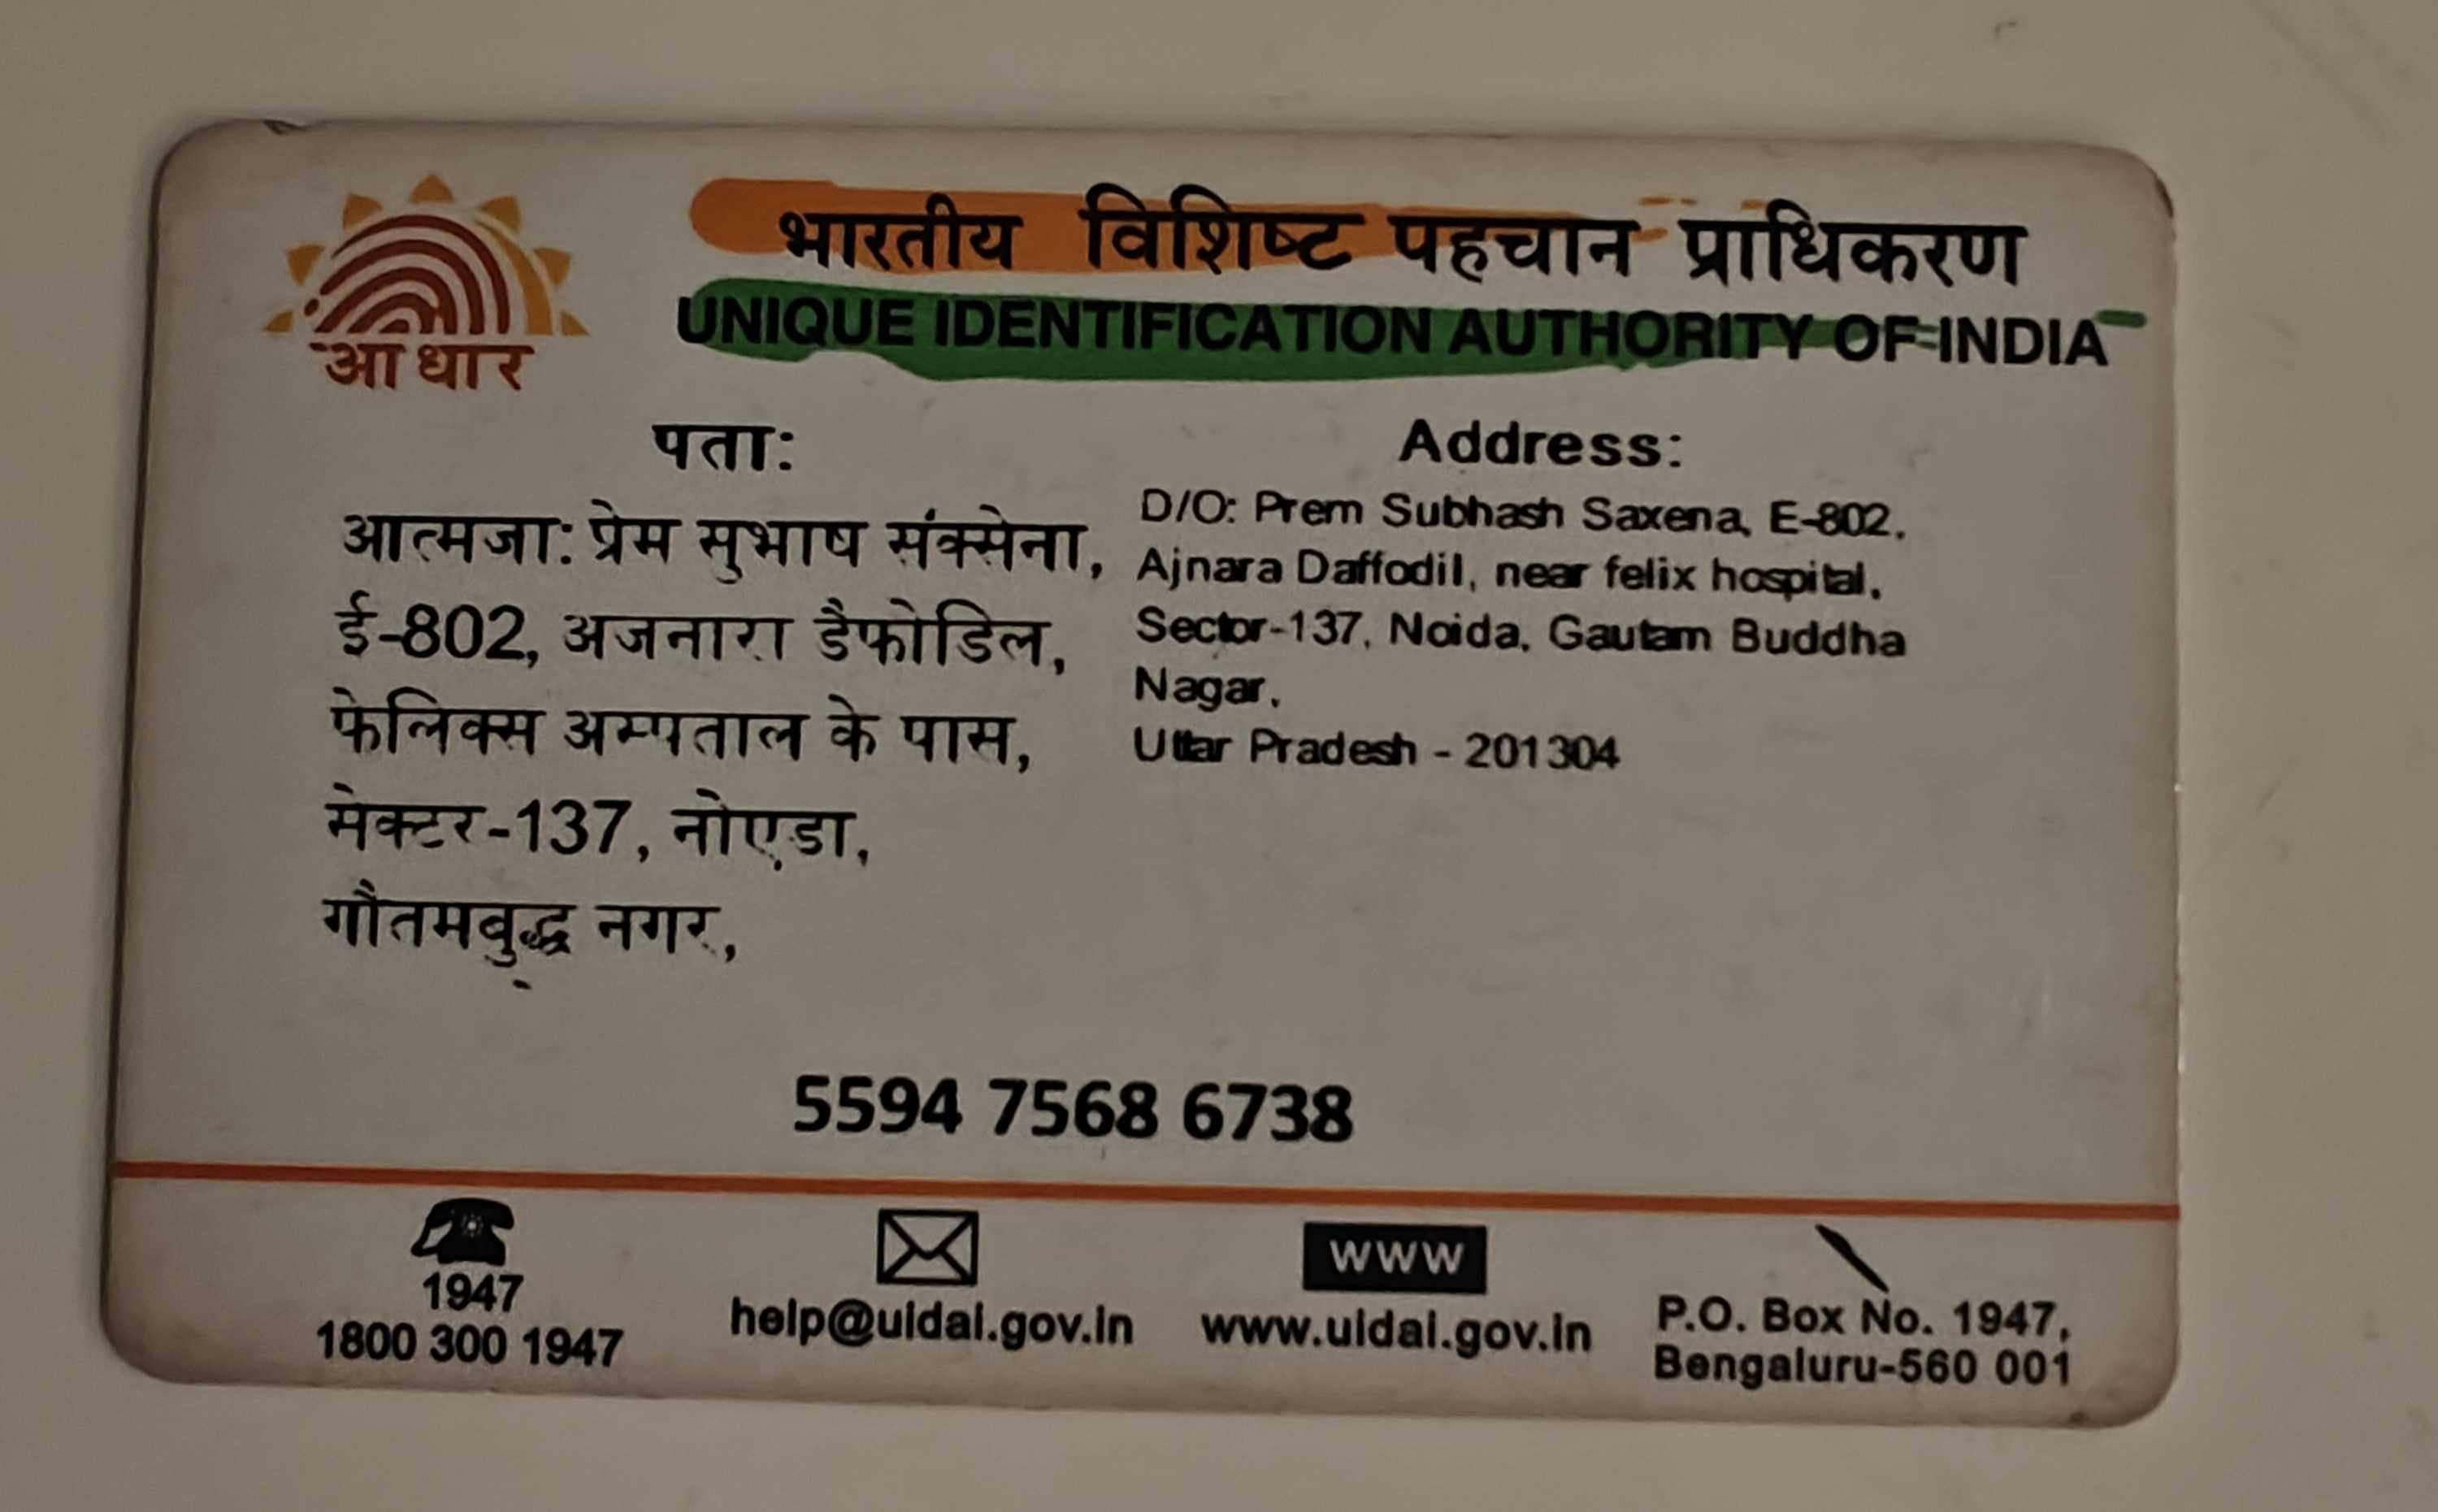 भारतीय विशिष्ट पहचान प्राधिकरण
UNIQUE IDENTIFICATION AUTHORITY OF INDIA
आधार
पता:
आत्मजा: प्रेम सुभाष संक्सेना,
ई-802, अजनारा डैफोडिल,
फेलिक्स अस्पताल के पास,
सेक्टर-137, नोएडा,
गौतमबुद्ध नगर,
Address:
D/O: Prem Subhash Saxena, E-802,
Ajnara Daffodil, near felix hospital,
Sector-137, Noida, Gautam Buddha
Nagar,
Uttar Pradesh - 201304
5594 7568 6738
1947
1800 300 1947
help@uidai.gov.in
WWW
www.uidai.gov.in
P.O. Box No. 1947,
Bengaluru-560 001